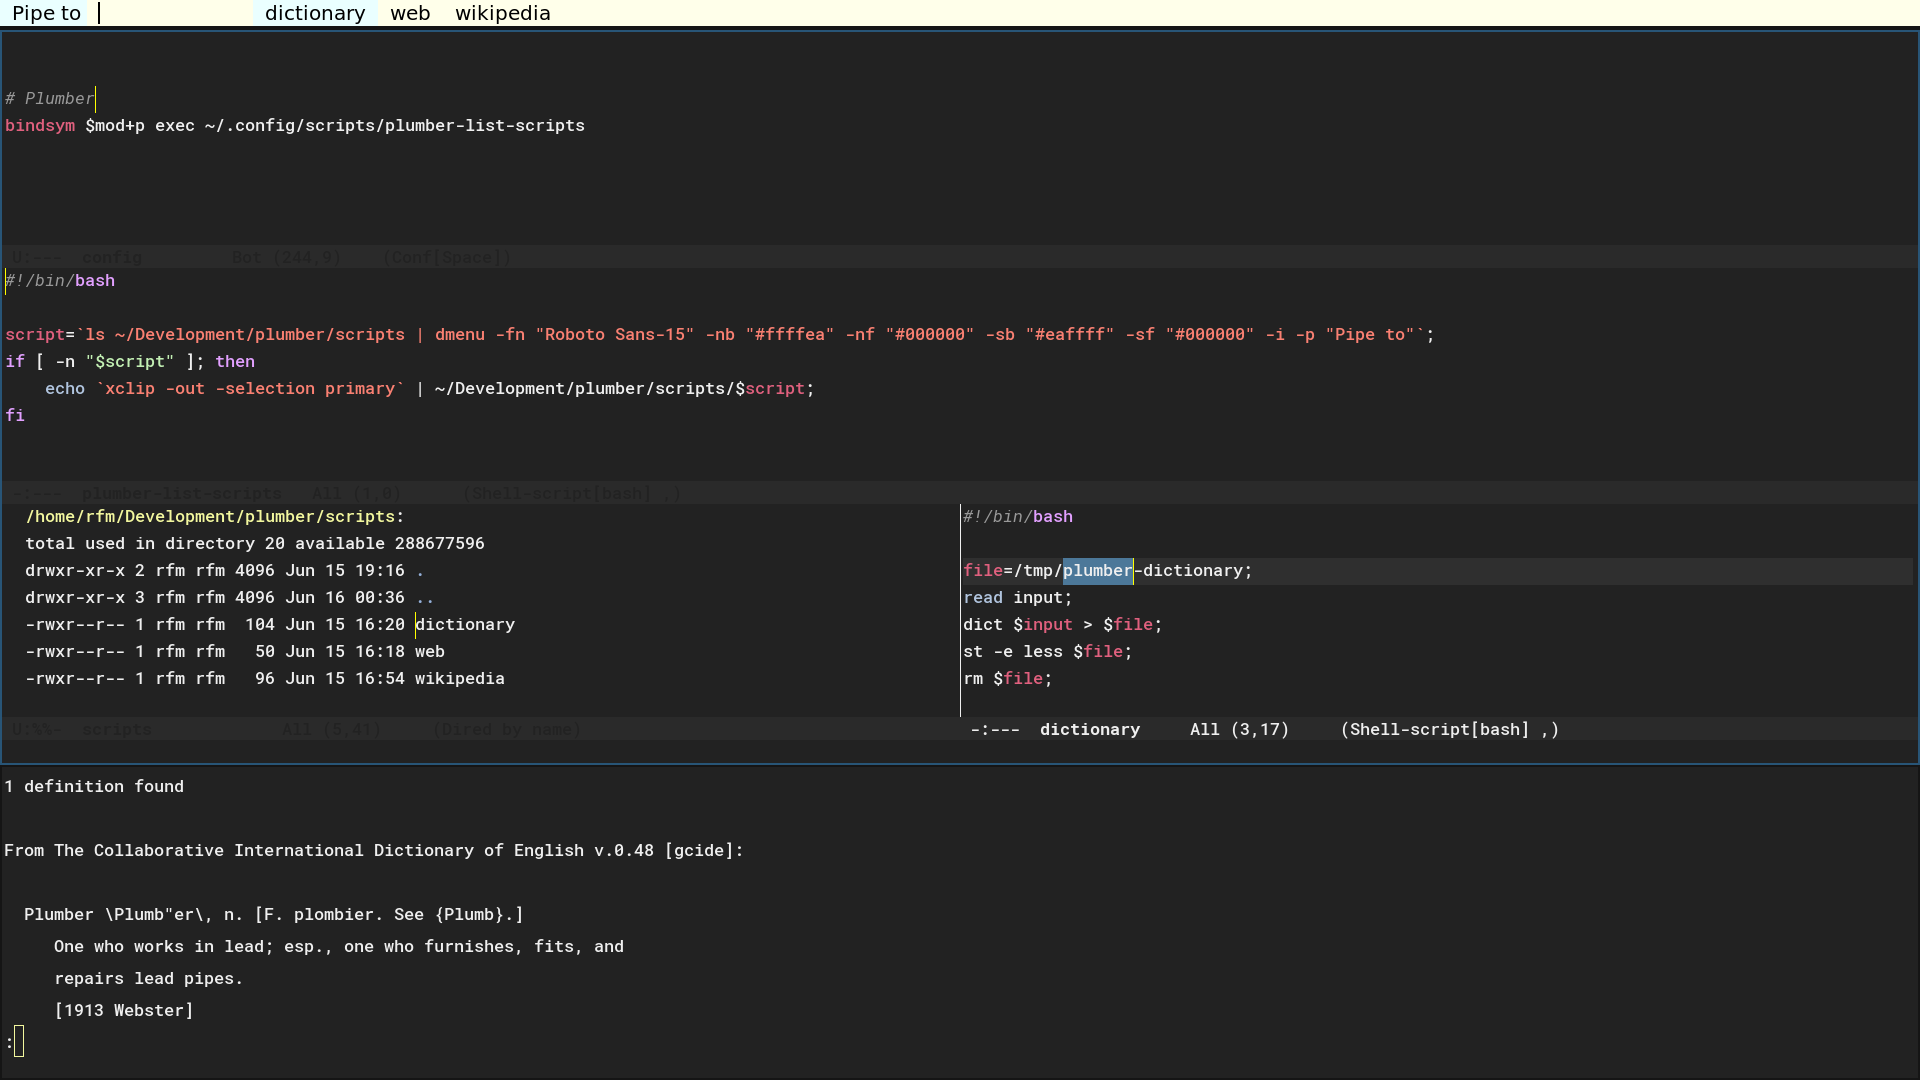 Pipe to dictionary web wikipedia
# Plumber
bindsym $mod+p exec ~/.config/scripts/plumber-list-scripts
U:--- config Bot (244,9) (Conf[Space])
#!/bin/bash
script=`ls ~/Development/plumber/scripts | dmenu -fn "Roboto Sans-15" -nb "#ffffea" -nf "#000000" -sb "#eaffff" -sf "#000000" -i -p "Pipe to"`;
if [ -n "$script" ]; then
    echo `xclip -out -selection primary` | ~/Development/plumber/scripts/$script;
fi
-:--- plumber-list-scripts All (1,0) (Shell-script[bash] ,)
/home/rfm/Development/plumber/scripts:
total used in directory 20 available 288677596
drwxr-xr-x 2 rfm rfm 4096 Jun 15 19:16 .
drwxr-xr-x 3 rfm rfm 4096 Jun 16 00:36 ..
-rwxr--r-- 1 rfm rfm  104 Jun 15 16:20 dictionary
-rwxr--r-- 1 rfm rfm   50 Jun 15 16:18 web
-rwxr--r-- 1 rfm rfm   96 Jun 15 16:54 wikipedia
U:%%- scripts All (5,41) (Dired by name)
#!/bin/bash
file=/tmp/plumber-dictionary;
read input;
dict $input > $file;
st -e less $file;
rm $file;
-:--- dictionary All (3,17) (Shell-script[bash] ,)
1 definition found
From The Collaborative International Dictionary of English v.0.48 [gcide]:
Plumber \Plumb"er\, n. [F. plombier. See {Plumb}.]
One who works in lead; esp., one who furnishes, fits, and
repairs lead pipes.
[1913 Webster]
: